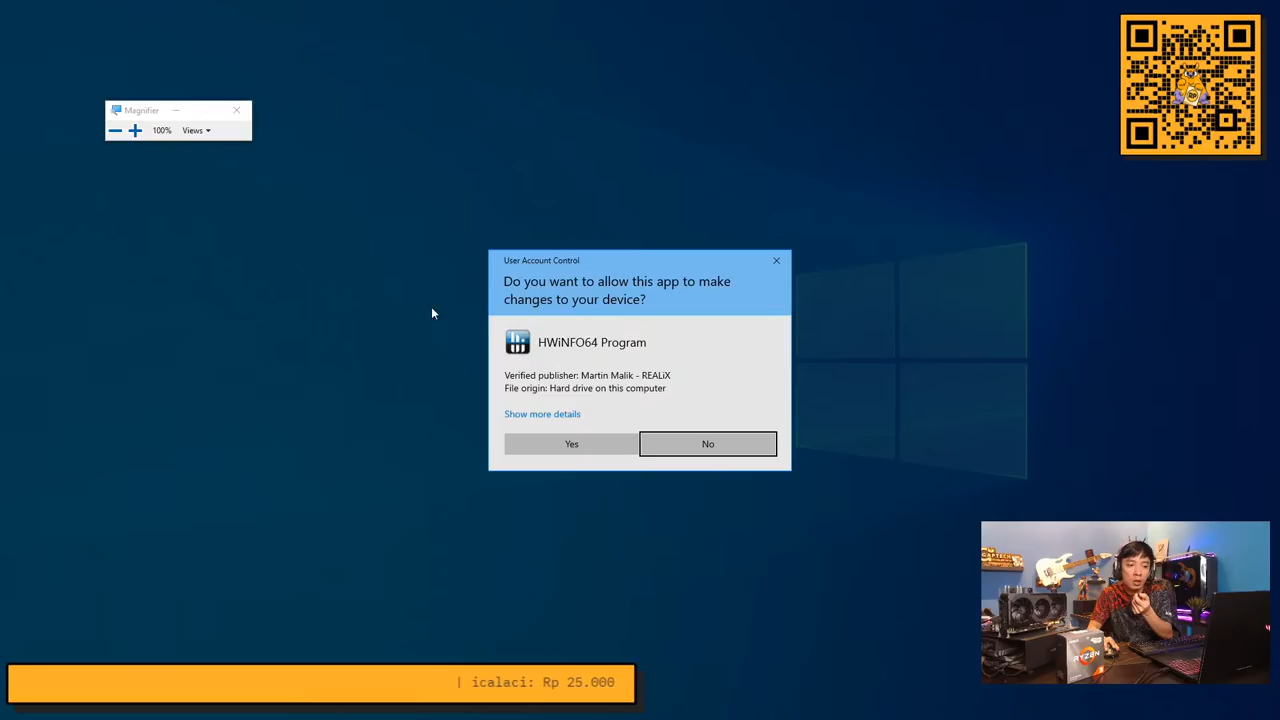 Magnifier
100% Views
User Account Control
Do you want to allow this app to make
changes to your device?
HWiNFO64 Program
Verified publisher: Martin Malik - REALiX
File origin: Hard drive on this computer
Show more details
Yes No
GAPTECH
RYZEN
| icalaci: Rp 25.000